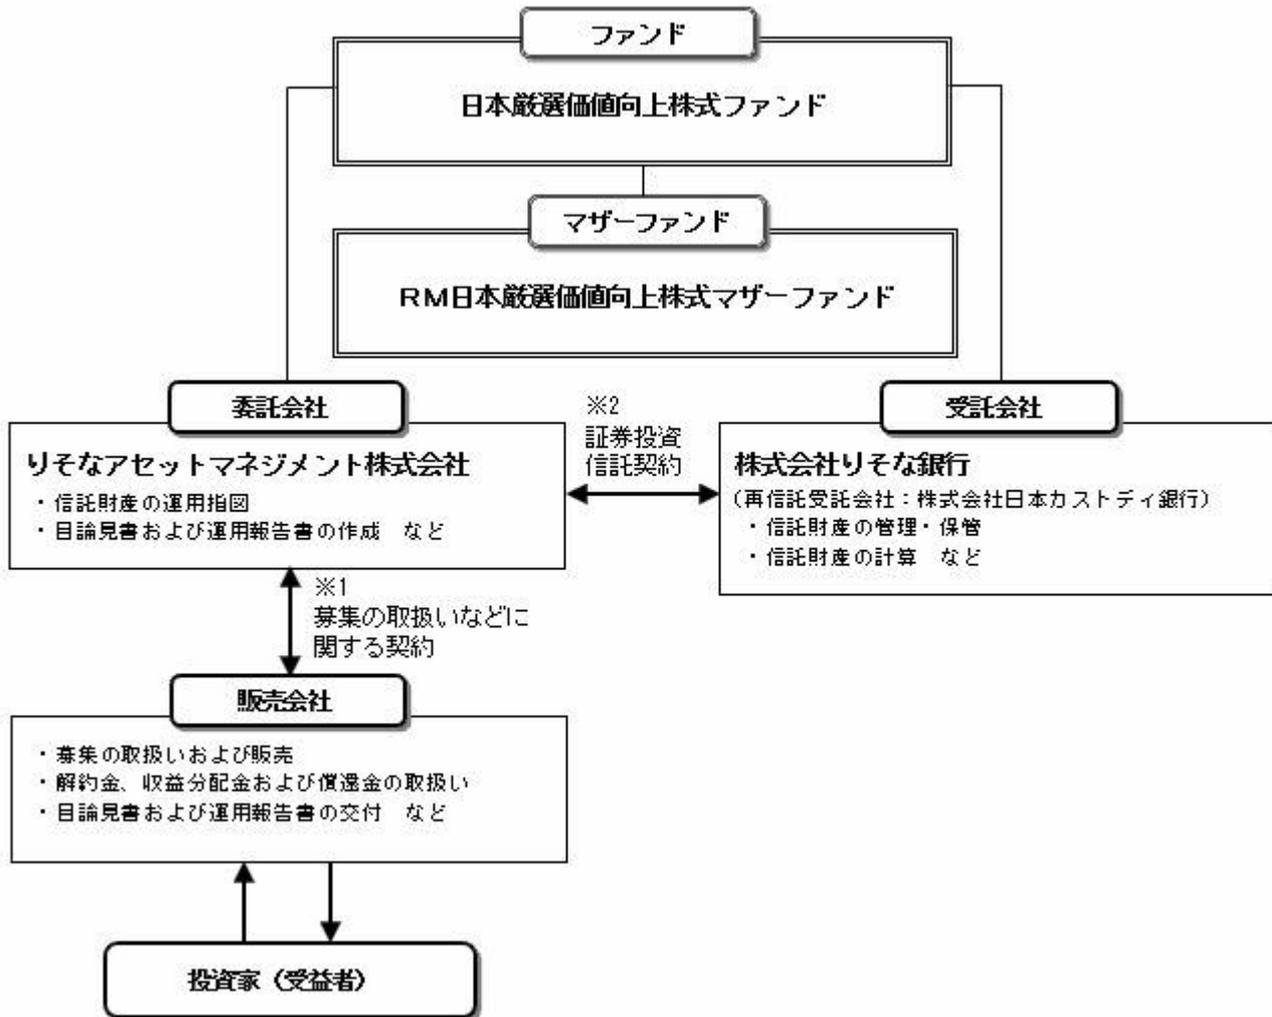 ファンド
日本厳選価値向上株式ファンド
マザーファンド
RM日本厳選価値向上株式マザーファンド
委託会社
りそなアセットマネジメント株式会社
・信託財産の運用指図
・目論見書および運用報告書の作成　など
※2
証券投資
信託契約
受託会社
株式会社りそな銀行
(再信託受託会社：株式会社日本カストディ銀行)
・信託財産の管理・保管
・信託財産の計算　など
※1
募集の取扱いなどに
関する契約
販売会社
・募集の取扱いおよび販売
・解約金、収益分配金および償還金の取扱い
・目論見書および運用報告書の交付　など
投資家（受益者）